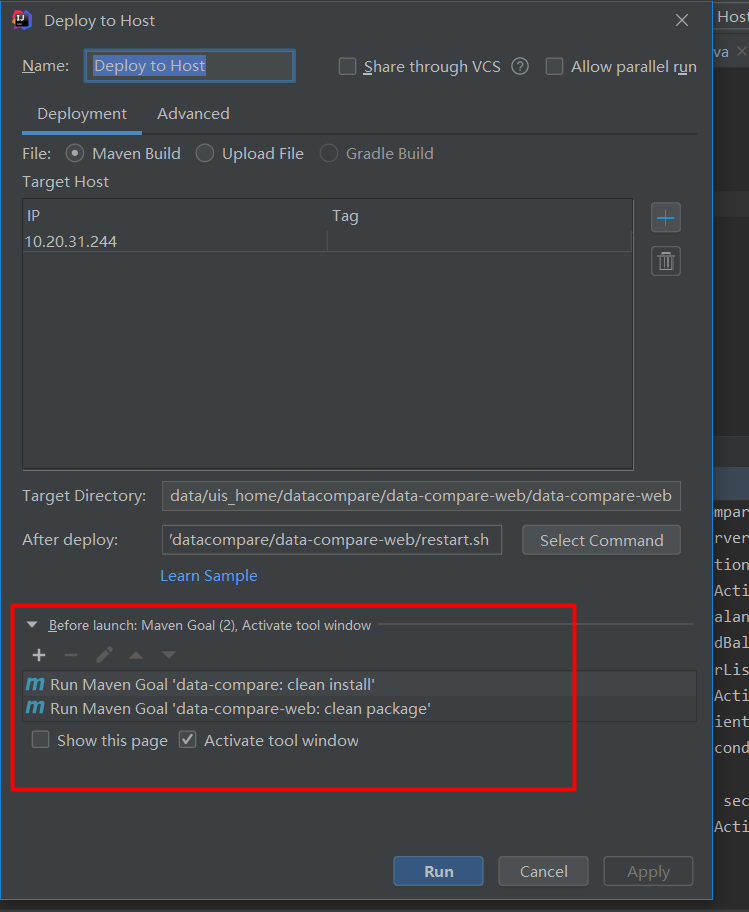 Deploy to Host
Host
Name: Deploy to Host Share through VCS ? Allow parallel run
va
Deployment Advanced
File: Maven Build Upload File Gradle Build
Target Host
IP Tag
10.20.31.244
Target Directory: data/uis_home/datacompare/data-compare-web/data-compare-web
After deploy: /datacompare/data-compare-web/restart.sh Select Command
Learn Sample
Before launch: Maven Goal (2), Activate tool window
Run Maven Goal 'data-compare: clean install'
Run Maven Goal 'data-compare-web: clean package'
Show this page Activate tool window
Run Cancel Apply
mpar
rver
tion
Acti
alan
dBal
rLis
Acti
ient
cond
sec
Acti